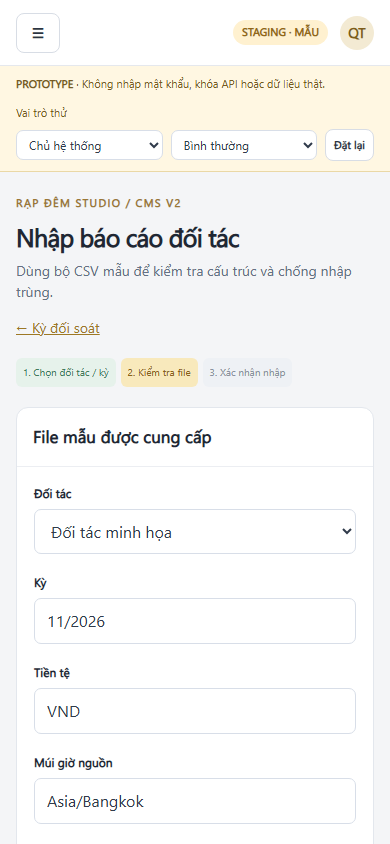 ☰
STAGING · MẪU
QT
PROTOTYPE · Không nhập mật khẩu, khóa API hoặc dữ liệu thật.
Vai trò thử
Chủ hệ thống
Bình thường
Đặt lại
RẠP ĐÊM STUDIO / CMS V2
Nhập báo cáo đối tác
Dùng bộ CSV mẫu để kiểm tra cấu trúc và chống nhập
trùng.
← Kỳ đối soát
1. Chọn đối tác / kỳ
2. Kiểm tra file
3. Xác nhận nhập
File mẫu được cung cấp
Đối tác
Đối tác minh họa
Kỳ
11/2026
Tiền tệ
VND
Múi giờ nguồn
Asia/Bangkok